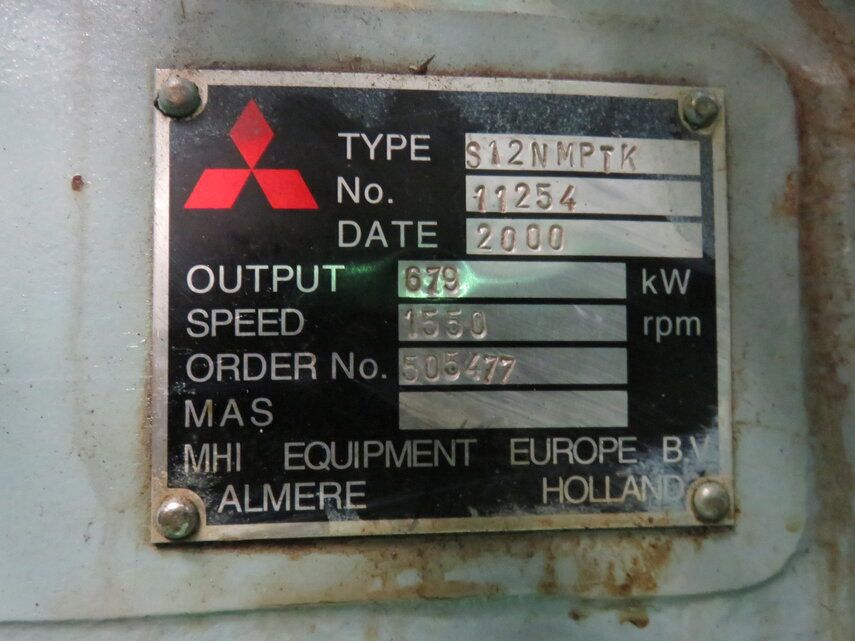 TYPE S12NMPTK
No. 11254
DATE 2000
OUTPUT 679 kW
SPEED 1550 rpm
ORDER No. 505477
MAS
MHI EQUIPMENT EUROPE B.V
ALMERE HOLLAND